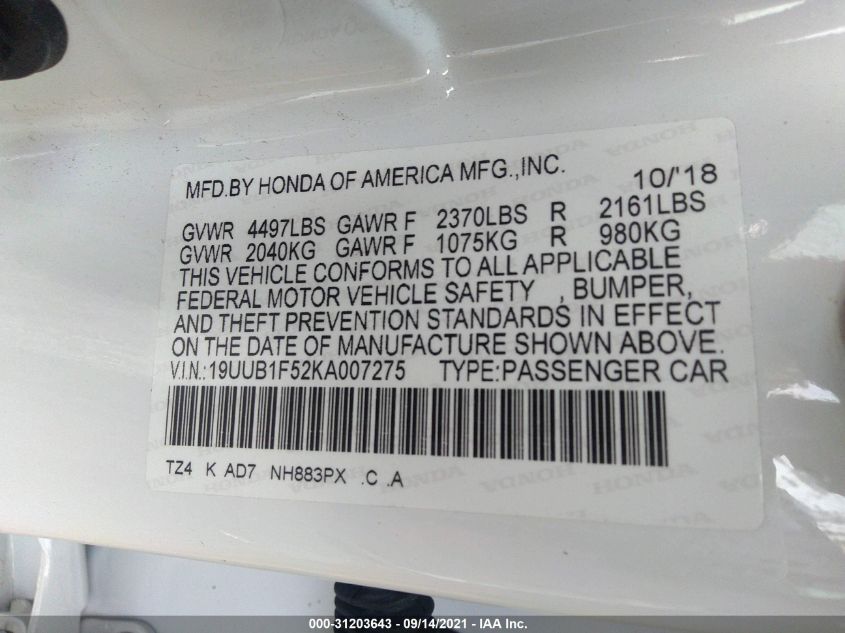 MFD.BY HONDA OF AMERICA MFG.,INC. 10/'18
GVWR 4497LBS GAWR F 2370LBS R 2161LBS
GVWR 2040KG GAWR F 1075KG R 980KG
THIS VEHICLE CONFORMS TO ALL APPLICABLE
FEDERAL MOTOR VEHICLE SAFETY , BUMPER,
AND THEFT PREVENTION STANDARDS IN EFFECT
ON THE DATE OF MANUFACTURE SHOWN ABOVE.
V.I.N.:19UUB1F52KA007275 TYPE:PASSENGER CAR
TZ4 K AD7 NH883PX .C .A
000-31203643 - 09/14/2021 - IAA Inc.